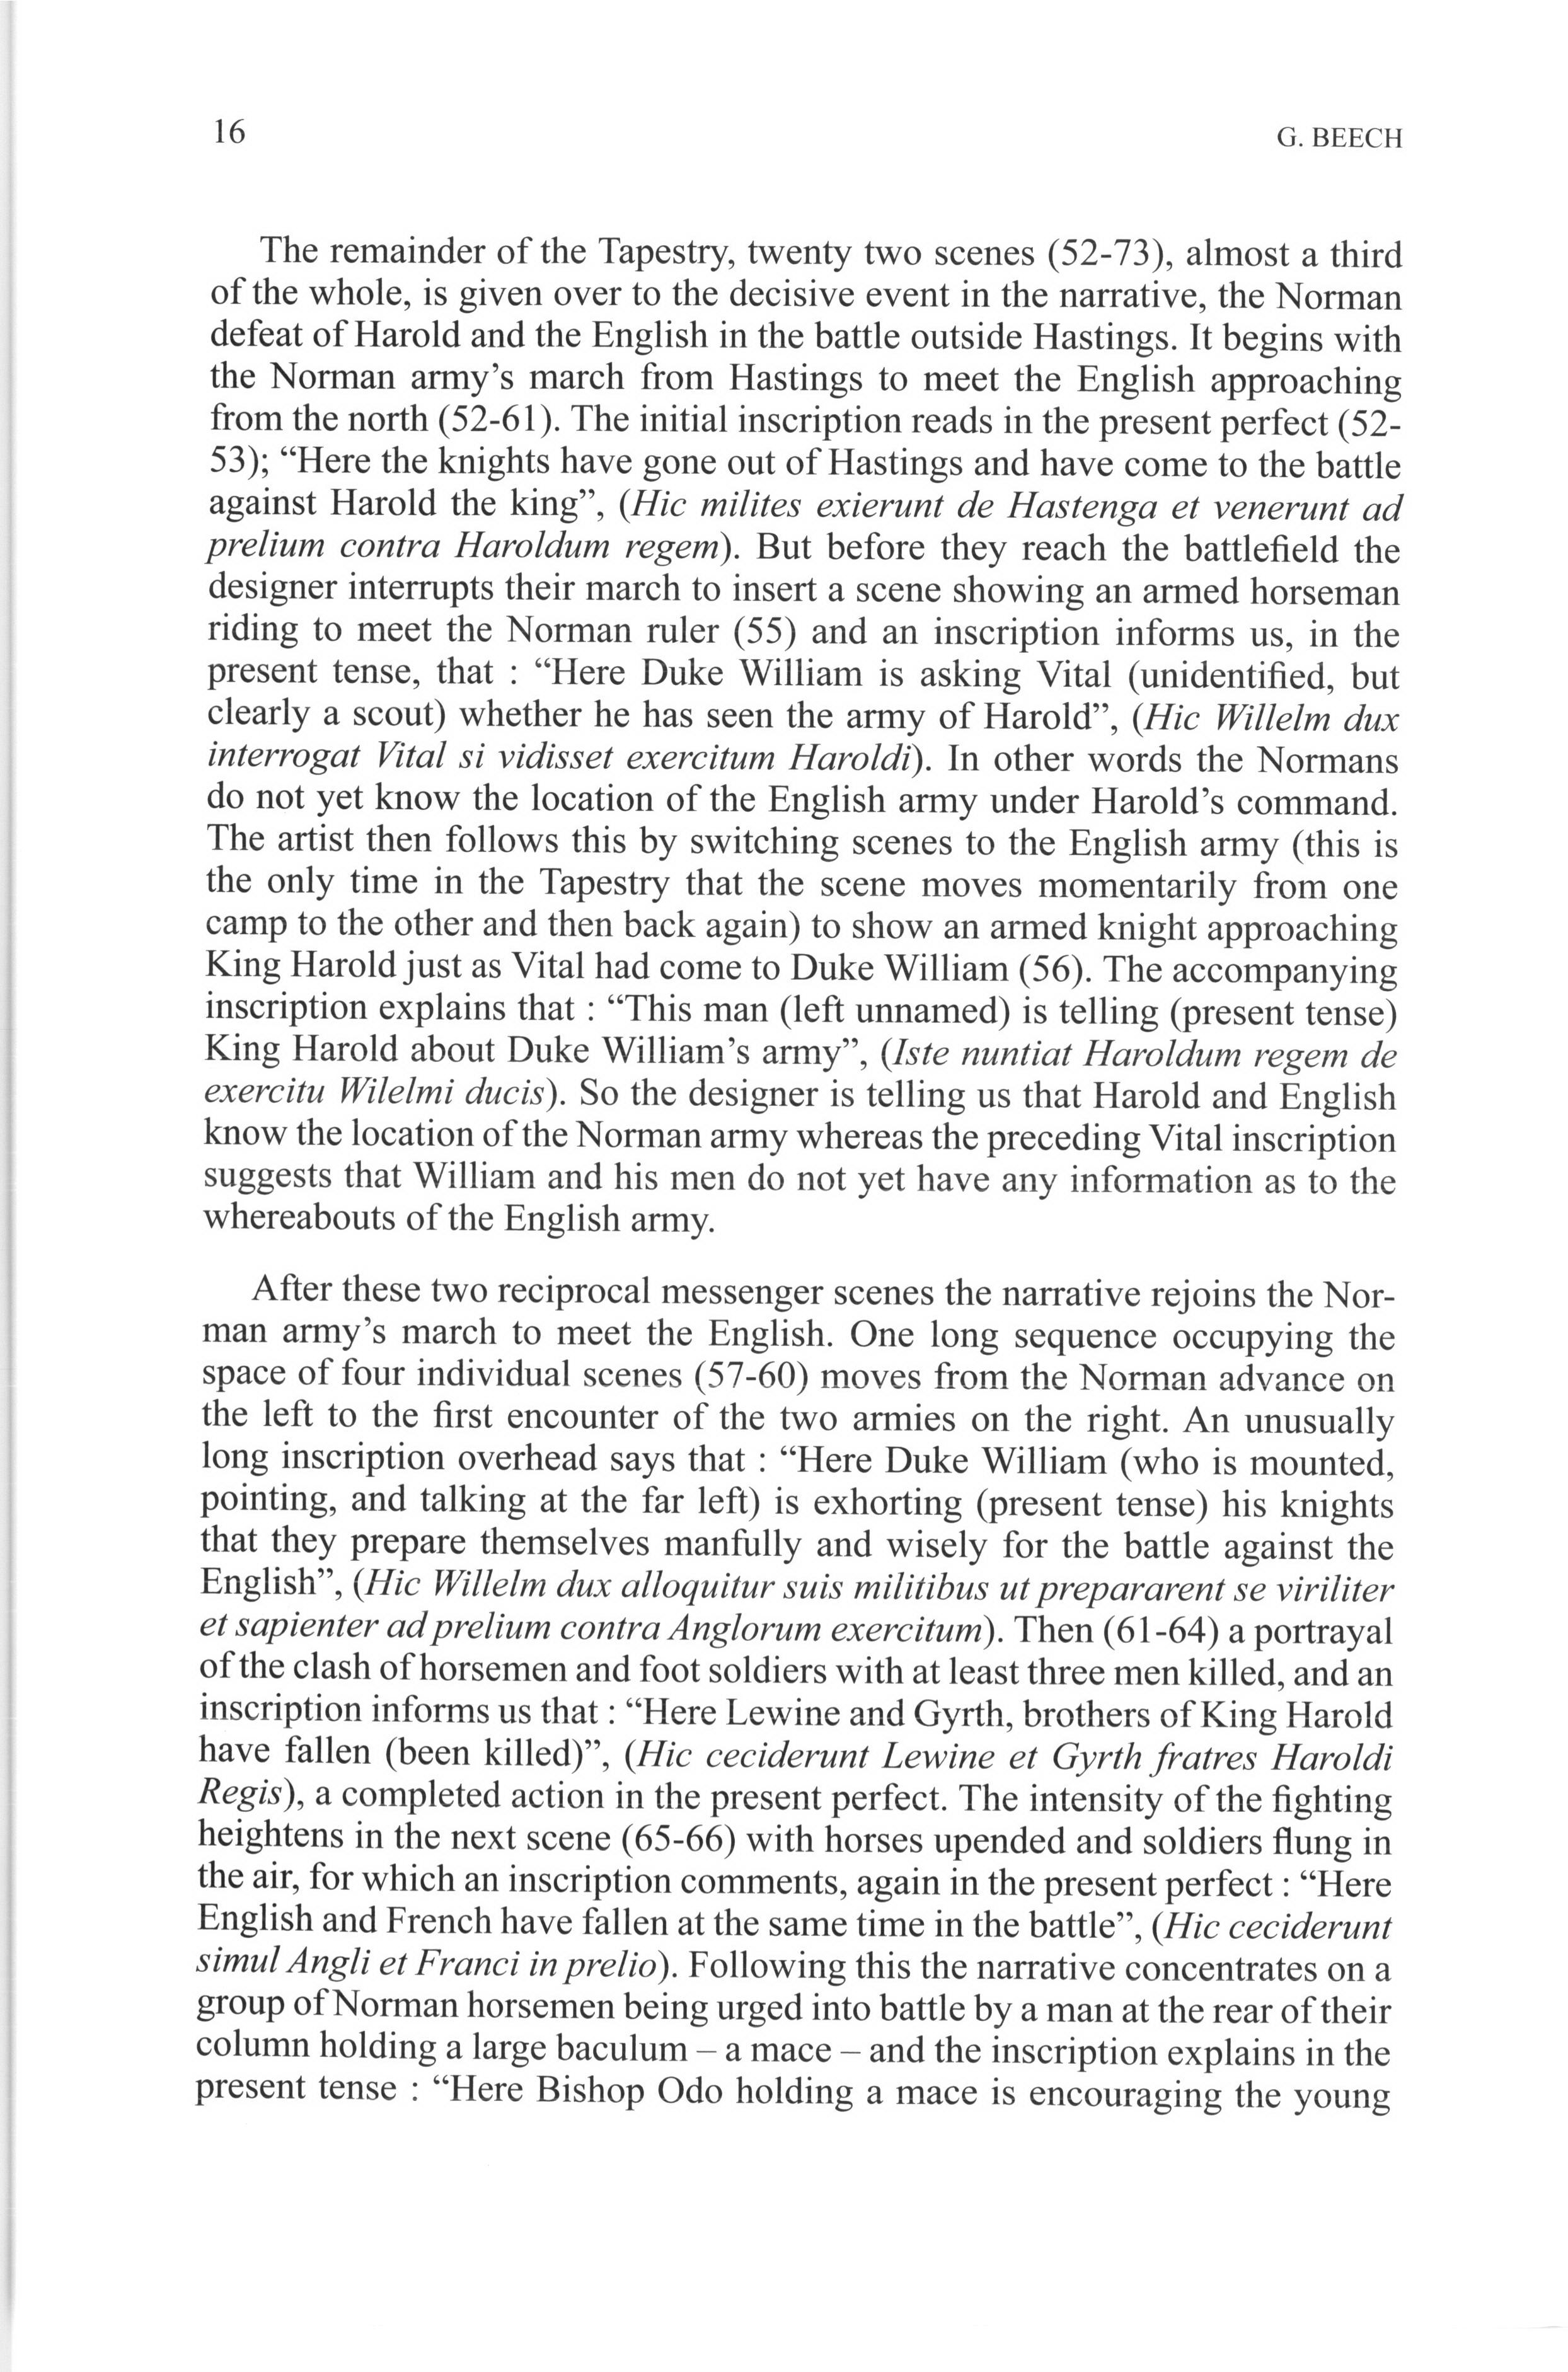 16
G. BEECH
The remainder of the Tapestry, twenty two scenes (52-73), almost a third
of the whole, is given over to the decisive event in the narrative, the Norman
defeat of Harold and the English in the battle outside Hastings. It begins with
the Norman army’s march from Hastings to meet the English approaching
from the north (52-61). The initial inscription reads in the present perfect (52-
53); “Here the knights have gone out of Hastings and have come to the battle
against Harold the king”, (Hic milites exierunt de Hastenga et venerunt ad
prelium contra Haroldum regem). But before they reach the battlefield the
designer interrupts their march to insert a scene showing an armed horseman
riding to meet the Norman ruler (55) and an inscription informs us, in the
present tense, that : “Here Duke William is asking Vital (unidentified, but
clearly a scout) whether he has seen the army of Harold”, (Hic Willelm dux
interrogat Vital si vidisset exercitum Haroldi). In other words the Normans
do not yet know the location of the English army under Harold’s command.
The artist then follows this by switching scenes to the English army (this is
the only time in the Tapestry that the scene moves momentarily from one
camp to the other and then back again) to show an armed knight approaching
King Harold just as Vital had come to Duke William (56). The accompanying
inscription explains that : “This man (left unnamed) is telling (present tense)
King Harold about Duke William’s army”, (Iste nuntiat Haroldum regem de
exercitu Wilelmi ducis). So the designer is telling us that Harold and English
know the location of the Norman army whereas the preceding Vital inscription
suggests that William and his men do not yet have any information as to the
whereabouts of the English army.
After these two reciprocal messenger scenes the narrative rejoins the Nor-
man army’s march to meet the English. One long sequence occupying the
space of four individual scenes (57-60) moves from the Norman advance on
the left to the first encounter of the two armies on the right. An unusually
long inscription overhead says that : “Here Duke William (who is mounted,
pointing, and talking at the far left) is exhorting (present tense) his knights
that they prepare themselves manfully and wisely for the battle against the
English”, (Hic Willelm dux alloquitur suis militibus ut prepararent se viriliter
et sapienter ad prelium contra Anglorum exercitum). Then (61-64) a portrayal
of the clash of horsemen and foot soldiers with at least three men killed, and an
inscription informs us that : “Here Lewine and Gyrth, brothers of King Harold
have fallen (been killed)”, (Hic ceciderunt Lewine et Gyrth fratres Haroldi
Regis), a completed action in the present perfect. The intensity of the fighting
heightens in the next scene (65-66) with horses upended and soldiers flung in
the air, for which an inscription comments, again in the present perfect : “Here
English and French have fallen at the same time in the battle”, (Hic ceciderunt
simul Angli et Franci in prelio). Following this the narrative concentrates on a
group of Norman horsemen being urged into battle by a man at the rear of their
column holding a large baculum – a mace – and the inscription explains in the
present tense : “Here Bishop Odo holding a mace is encouraging the young